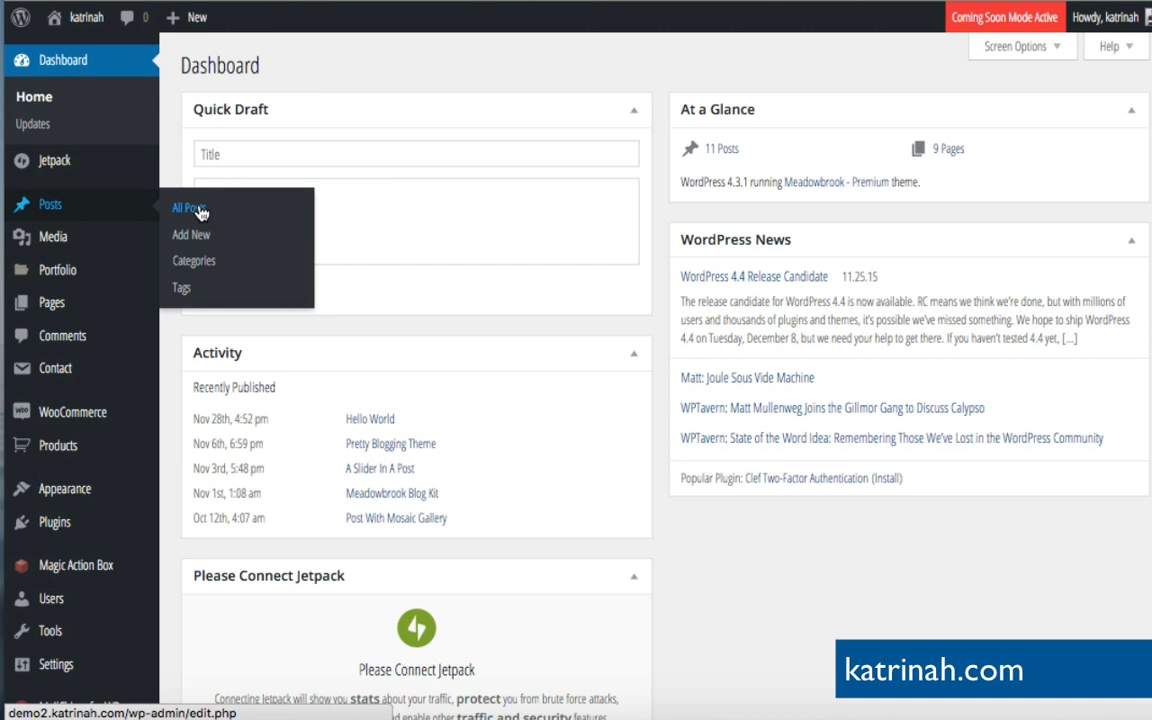 katrinah
0
New
Coming Soon Mode Active
Howdy, katrinah
Dashboard
Home
Updates
Jetpack
Posts
Media
Portfolio
Pages
Comments
Contact
WooCommerce
Products
Appearance
Plugins
Magic Action Box
Users
Tools
Settings
All Posts
Add New
Categories
Tags
Screen Options
Help
Dashboard
Quick Draft
Title
Activity
Recently Published
Nov 28th, 4:52 pm Hello World
Nov 6th, 6:59 pm Pretty Blogging Theme
Nov 3rd, 5:48 pm A Slider In A Post
Nov 1st, 1:08 am Meadowbrook Blog Kit
Oct 12th, 4:07 am Post With Mosaic Gallery
Please Connect Jetpack
Please Connect Jetpack
Connecting Jetpack will show you stats about your traffic, protect you from brute force attacks,
and enable other traffic and security features.
At a Glance
11 Posts
9 Pages
WordPress 4.3.1 running Meadowbrook - Premium theme.
WordPress News
WordPress 4.4 Release Candidate 11.25.15
The release candidate for WordPress 4.4 is now available. RC means we think we're done, but with millions of
users and thousands of plugins and themes, it's possible we've missed something. We hope to ship WordPress
4.4 on Tuesday, December 8, but we need your help to get there. If you haven't tested 4.4 yet, [...]
Matt: Joule Sous Vide Machine
WPTavern: Matt Mullenweg Joins the Gillmor Gang to Discuss Calypso
WPTavern: State of the Word Idea: Remembering Those We've Lost in the WordPress Community
Popular Plugin: Clef Two-Factor Authentication (Install)
katrinah.com
demo2.katrinah.com/wp-admin/edit.php